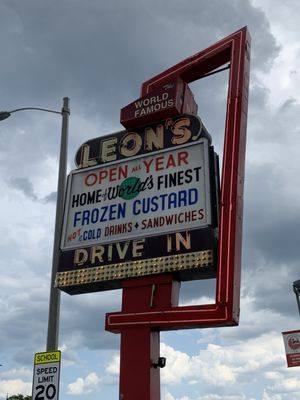 WORLD
FAMOUS
LEON'S
OPEN ALL YEAR
HOME of the World's FINEST
FROZEN CUSTARD
HOT & COLD DRINKS • SANDWICHES
DRIVE IN
SCHOOL
SPEED
LIMIT
20